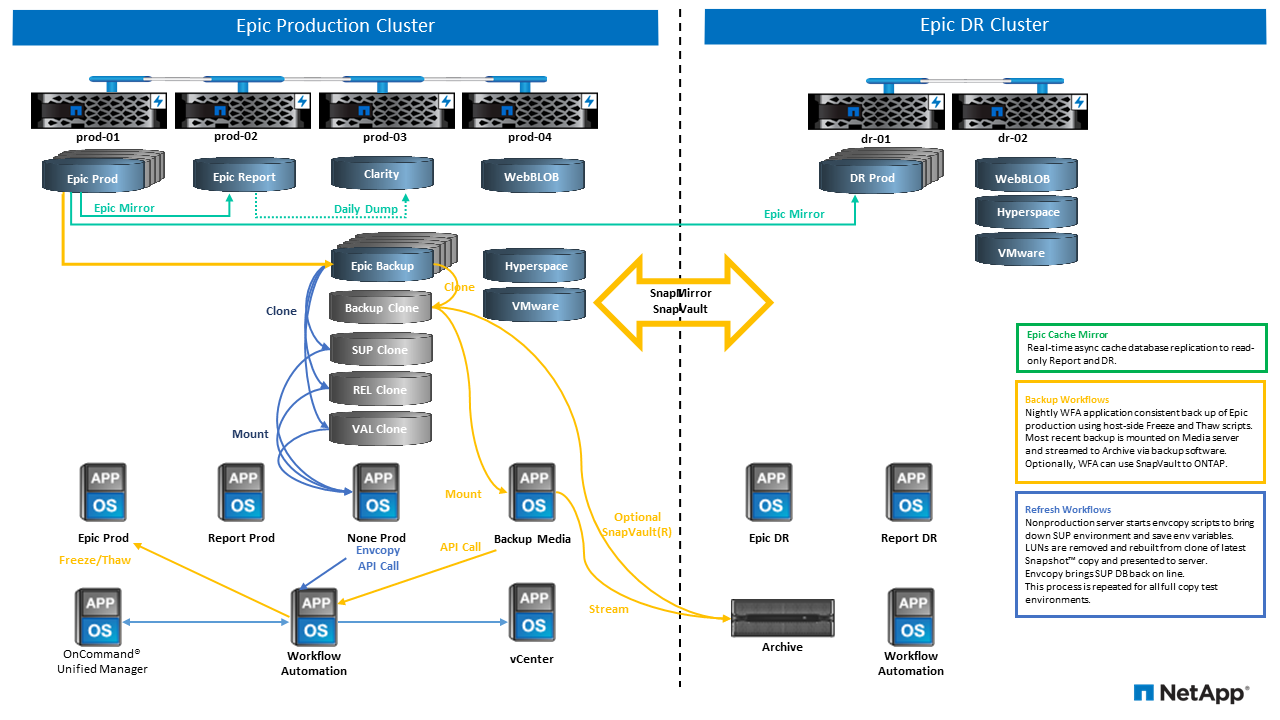 Epic Production Cluster
Epic DR Cluster
prod-01
prod-02
prod-03
prod-04
dr-01
dr-02
Epic Prod
Epic Report
Clarity
WebBLOB
DR Prod
WebBLOB
Epic Mirror
Daily Dump
Epic Mirror
Hyperspace
VMware
Epic Backup
Hyperspace
Clone
Backup Clone
VMware
Clone
SnapMirror
SnapVault
SUP Clone
REL Clone
VAL Clone
Mount
Epic Cache Mirror
Real-time async cache database replication to read-
only Report and DR.
Backup Workflows
Nightly WFA application consistent back up of Epic
production using host-side Freeze and Thaw scripts.
Most recent backup is mounted on Media server
and streamed to Archive via backup software.
Optionally, WFA can use SnapVault to ONTAP.
Refresh Workflows
Nonproduction server starts envcopy scripts to bring
down SUP environment and save env variables.
LUNs are removed and rebuilt from clone of latest
Snapshot™ copy and presented to server.
Envcopy brings SUP DB back on line.
This process is repeated for all full copy test
environments.
APP
OS
APP
OS
APP
OS
APP
OS
APP
OS
APP
OS
Mount
Optional
SnapVault(R)
Epic Prod
Report Prod
None Prod
Backup Media
Epic DR
Report DR
Freeze/Thaw
Envcopy
API Call
API Call
APP
OS
APP
OS
APP
OS
APP
OS
Stream
OnCommand®
Unified Manager
Workflow
Automation
vCenter
Archive
Workflow
Automation
NetApp®